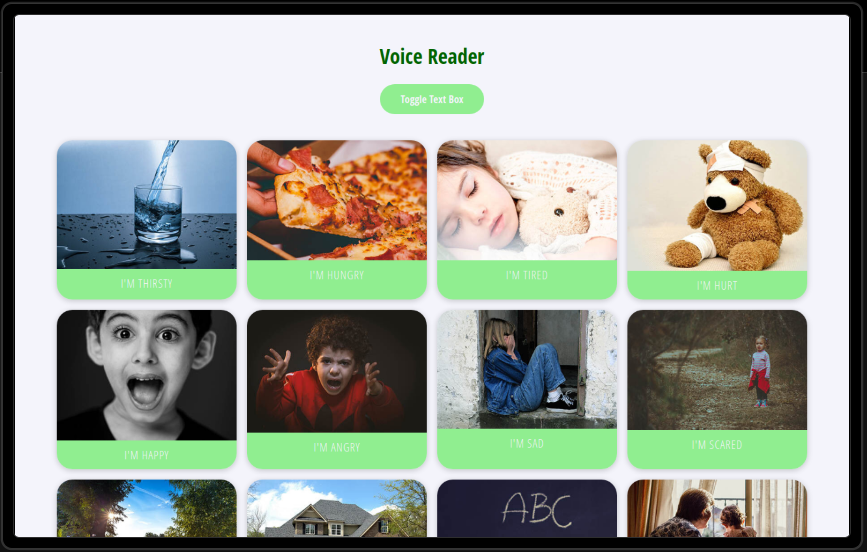 Voice Reader
Toggle Text Box
I'M THIRSTY
I'M HUNGRY
I'M TIRED
I'M HURT
I'M HAPPY
I'M ANGRY
I'M SAD
I'M SCARED
ABC